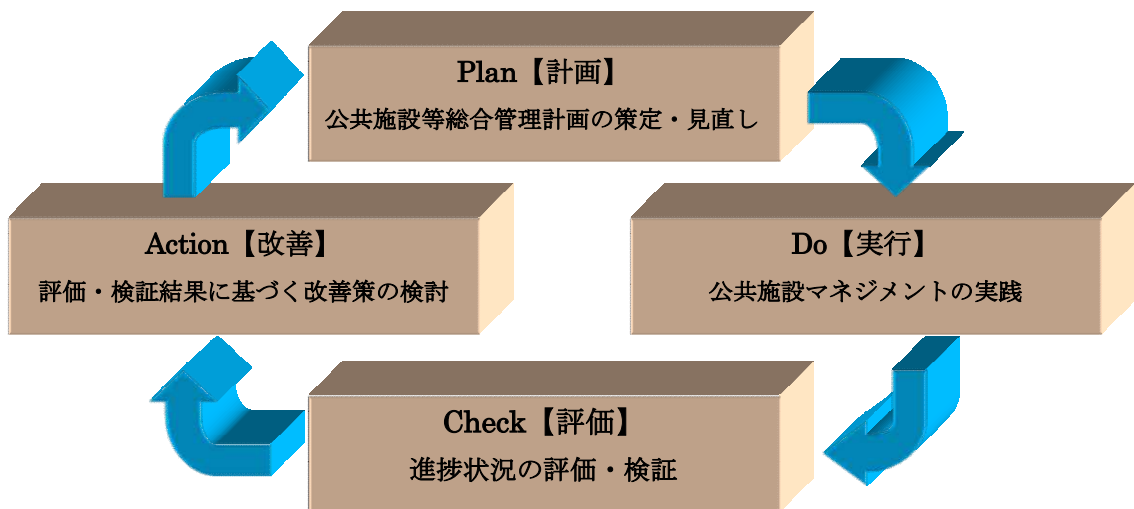 Plan【計画】
公共施設等総合管理計画の策定・見直し
Action【改善】
評価・検証結果に基づく改善策の検討
Do【実行】
公共施設マネジメントの実践
Check【評価】
進捗状況の評価・検証